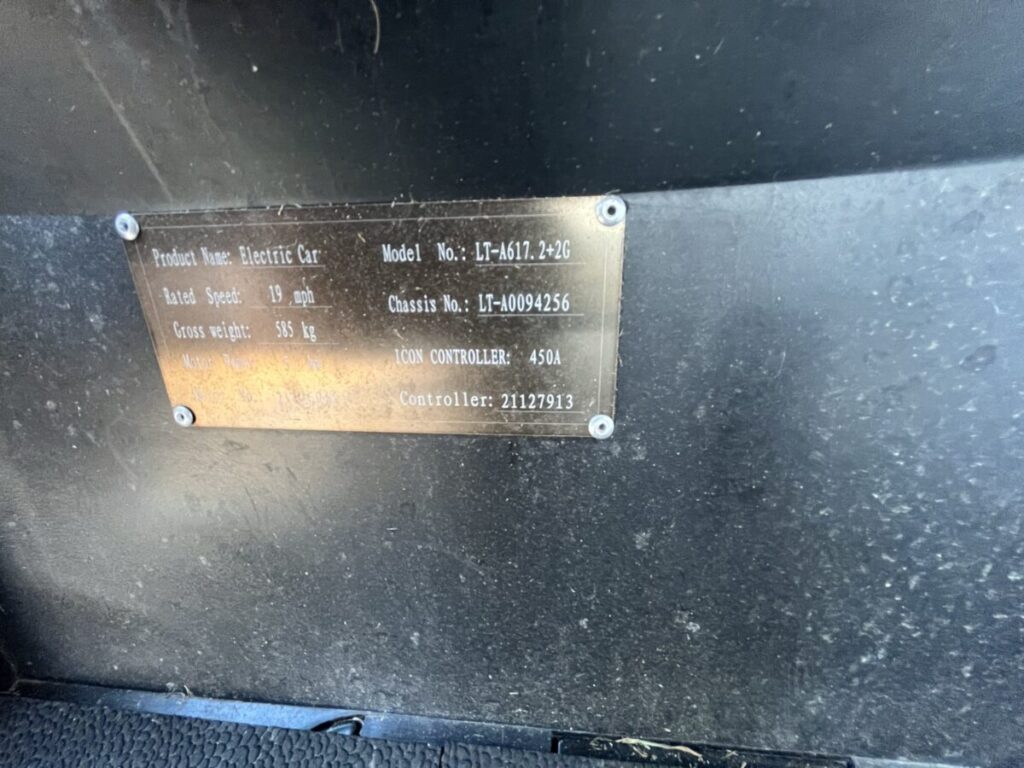 Product Name: Electric Car Model No.: LT-A617.2+2G
Rated Speed: 19 mph Chassis No.: LT-A0094256
Gross weight: 585 kg
Motor ICON CONTROLLER: 450A
Controller: 21127913